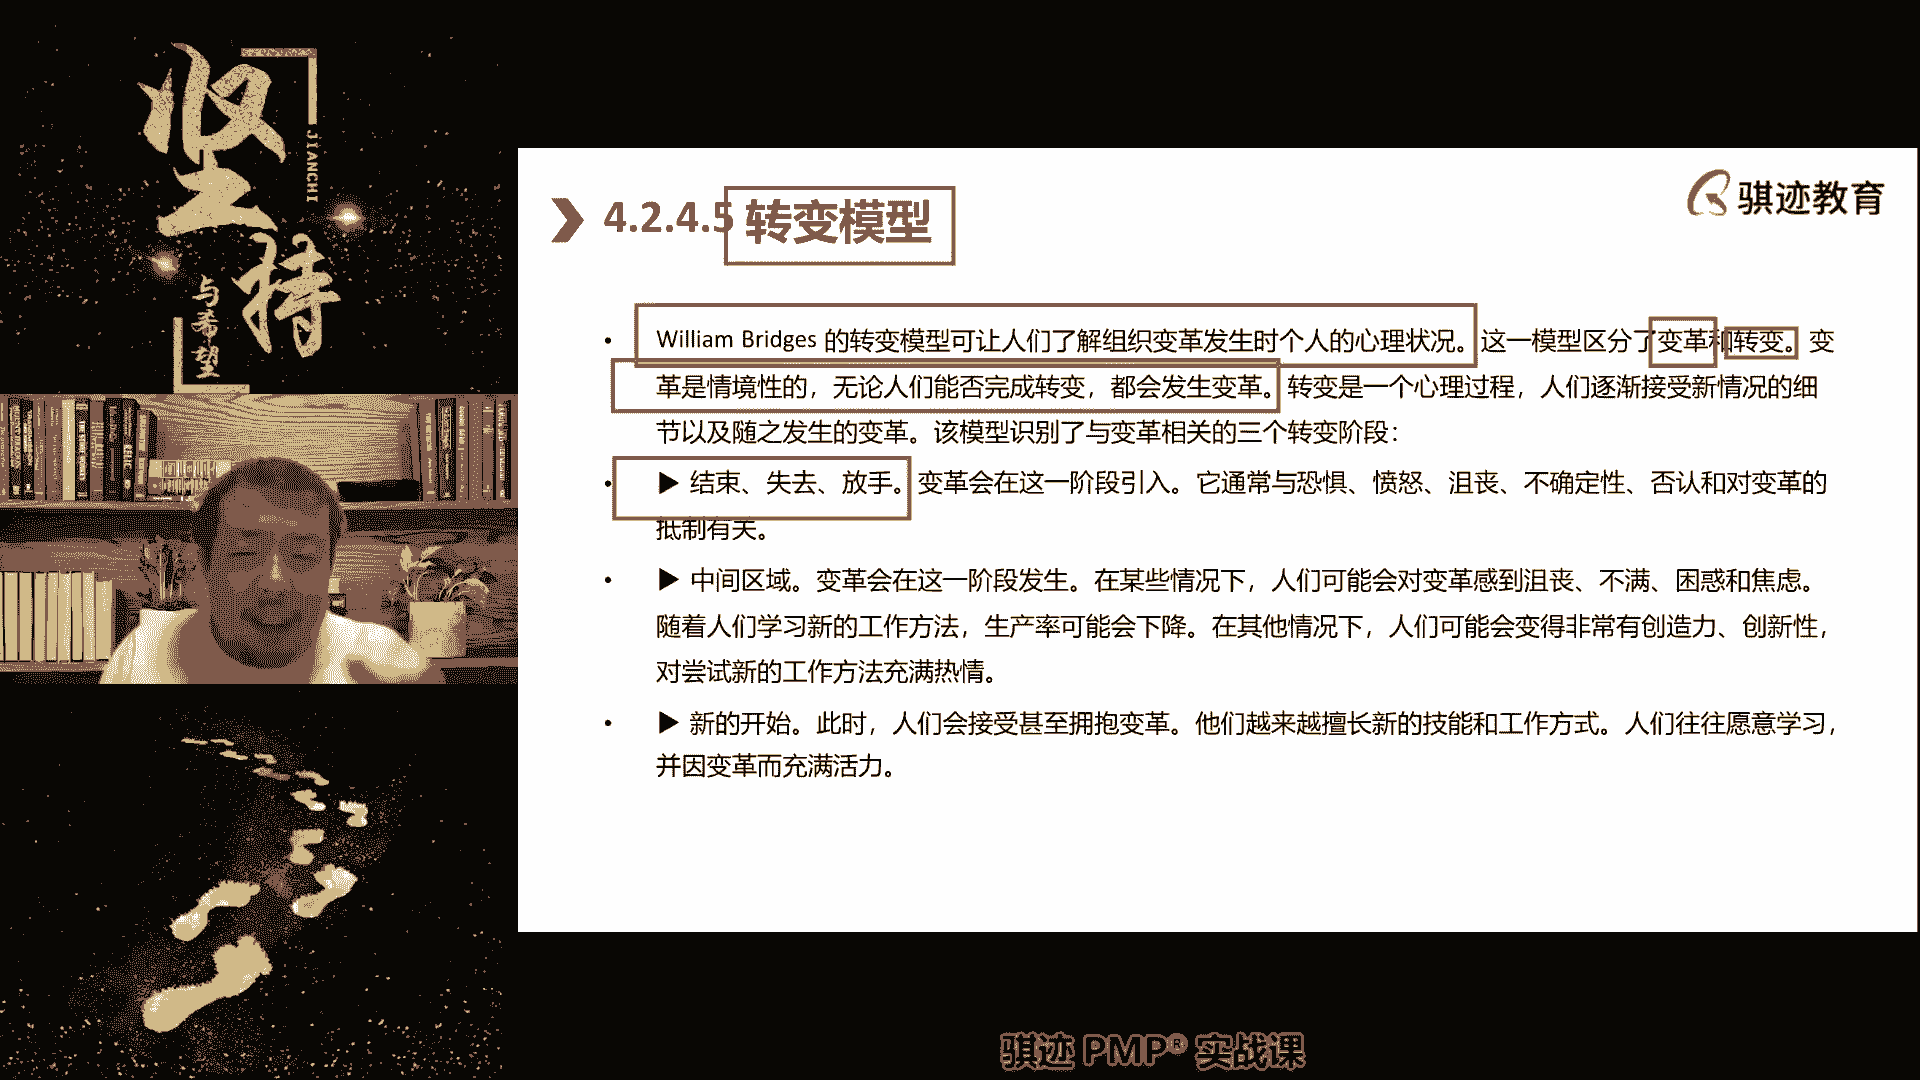 坚持
JIANCHI
与希望
骐迹教育
4.2.4.5 转变模型
• William Bridges 的转变模型可让人们了解组织变革发生时个人的心理状况。这一模型区分了变革和转变。变
革是情境性的，无论人们能否完成转变，都会发生变革。转变是一个心理过程，人们逐渐接受新情况的细
节以及随之发生的变革。该模型识别了与变革相关的三个转变阶段：
• ▶ 结束、失去、放手。变革会在这一阶段引入。它通常与恐惧、愤怒、沮丧、不确定性、否认和对变革的
抵制有关。
• ▶ 中间区域。变革会在这一阶段发生。在某些情况下，人们可能会对变革感到沮丧、不满、困惑和焦虑。
随着人们学习新的工作方法，生产率可能会下降。在其他情况下，人们可能会变得非常有创造力、创新性，
对尝试新的工作方法充满热情。
• ▶ 新的开始。此时，人们会接受甚至拥抱变革。他们越来越擅长新的技能和工作方式。人们往往愿意学习，
并因变革而充满活力。
骐迹 PMP® 实战课